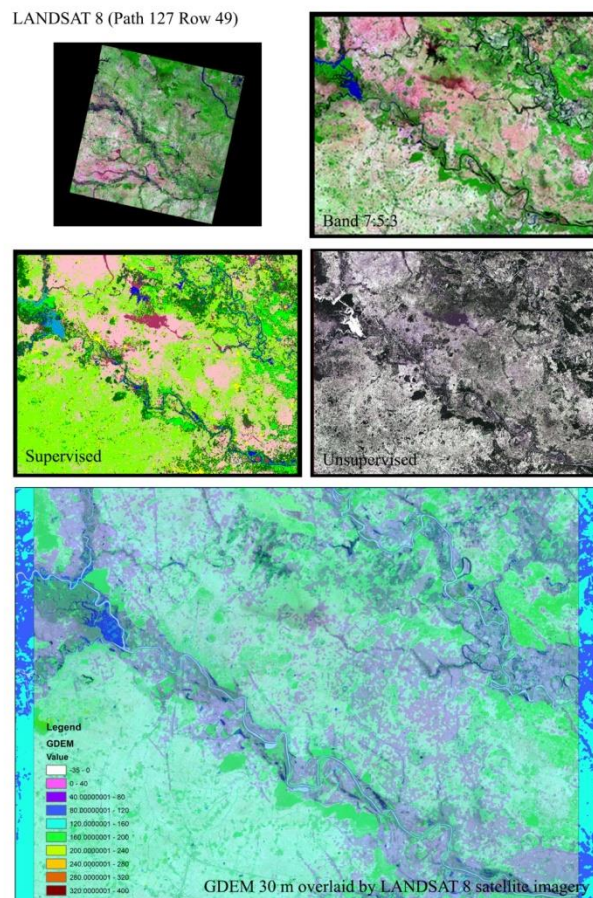 LANDSAT 8 (Path 127 Row 49)
Band 7:5:3
Supervised
Unsupervised
Legend
GDEM
Value
-35 - 0
0 - 40
40.00000001 - 80
80.00000001 - 120
120.0000001 - 160
160.0000001 - 200
200.0000001 - 240
240.0000001 - 280
280.0000001 - 320
320.0000001 - 400
GDEM 30 m overlaid by LANDSAT 8 satellite imagery